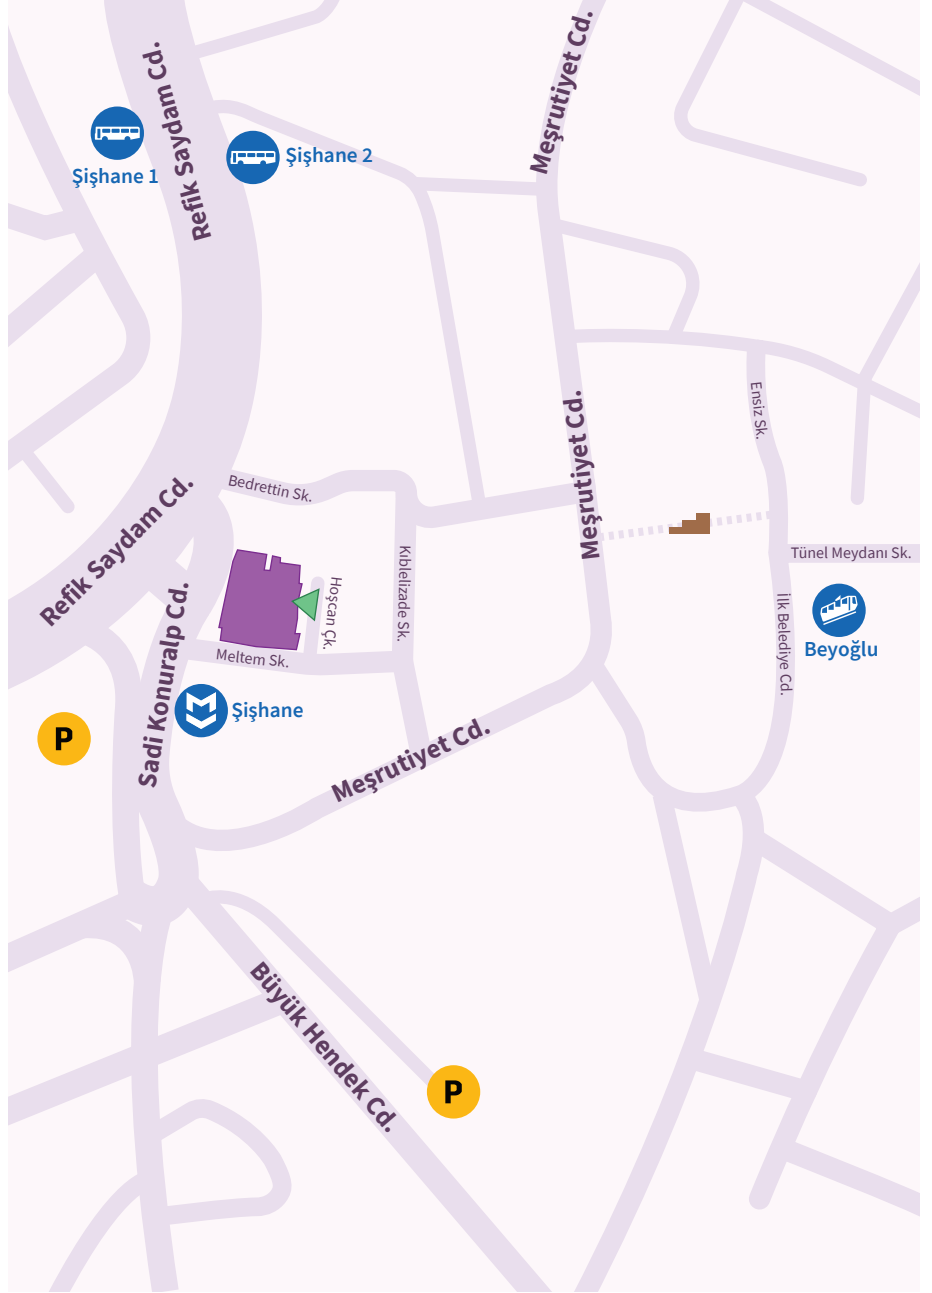 Meşrutiyet Cd.
Refik Saydam Cd.
Şişhane 1
Şişhane 2
Ensiz Sk.
Meşrutiyet Cd.
Bedrettin Sk.
Refik Saydam Cd.
Tünel Meydanı Sk.
Kıblelizade Sk.
Hoşcan Çk.
Sadi Konuralp Cd.
İlk Belediye Cd.
Beyoğlu
Meltem Sk.
Şişhane
P
Meşrutiyet Cd.
Büyük Hendek Cd.
P